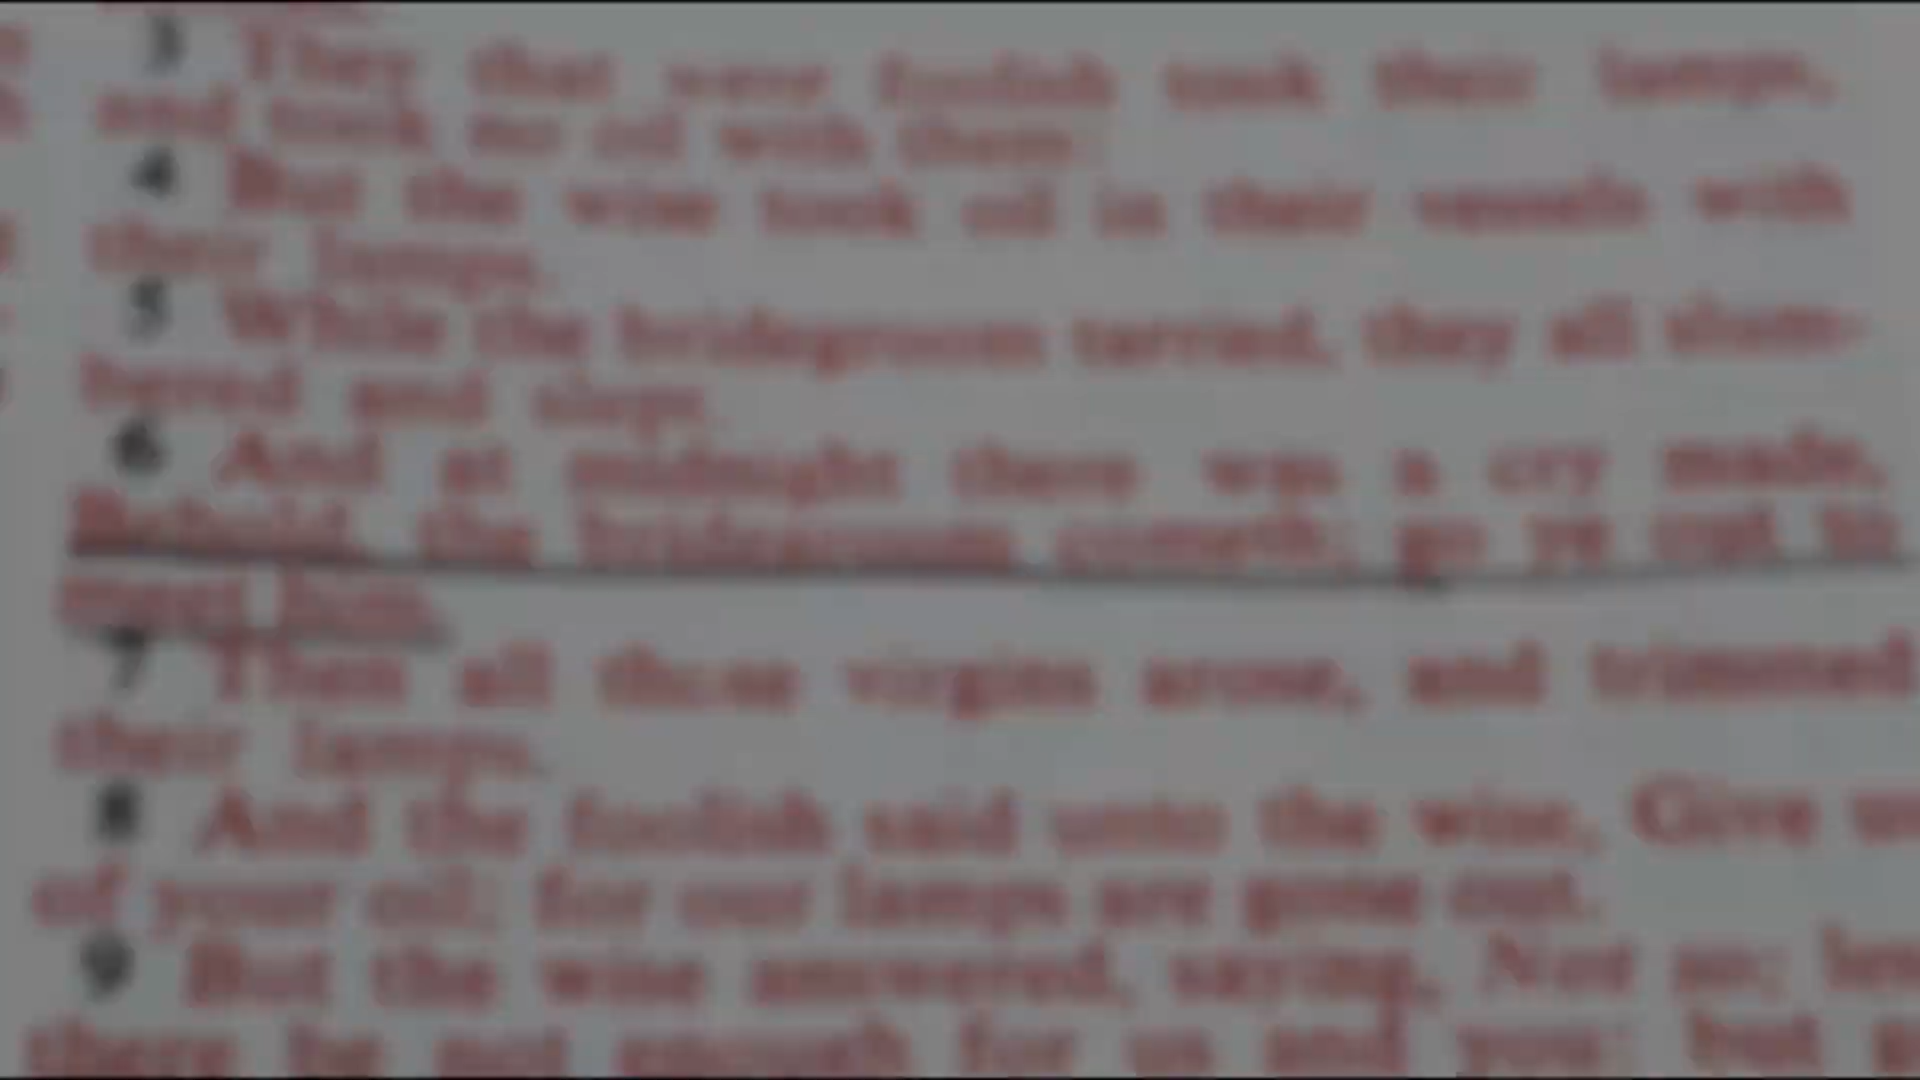 3 They that were foolish took their lamps,
and took no oil with them:
4 But the wise took oil in their vessels with
their lamps.
5 While the bridegroom tarried, they all slum-
bered and slept.
6 And at midnight there was a cry made,
Behold, the bridegroom cometh; go ye out to
meet him.
7 Then all those virgins arose, and trimmed
their lamps.
8 And the foolish said unto the wise, Give us
of your oil; for our lamps are gone out.
9 But the wise answered, saying, Not so; lest
there be not enough for us and you: but